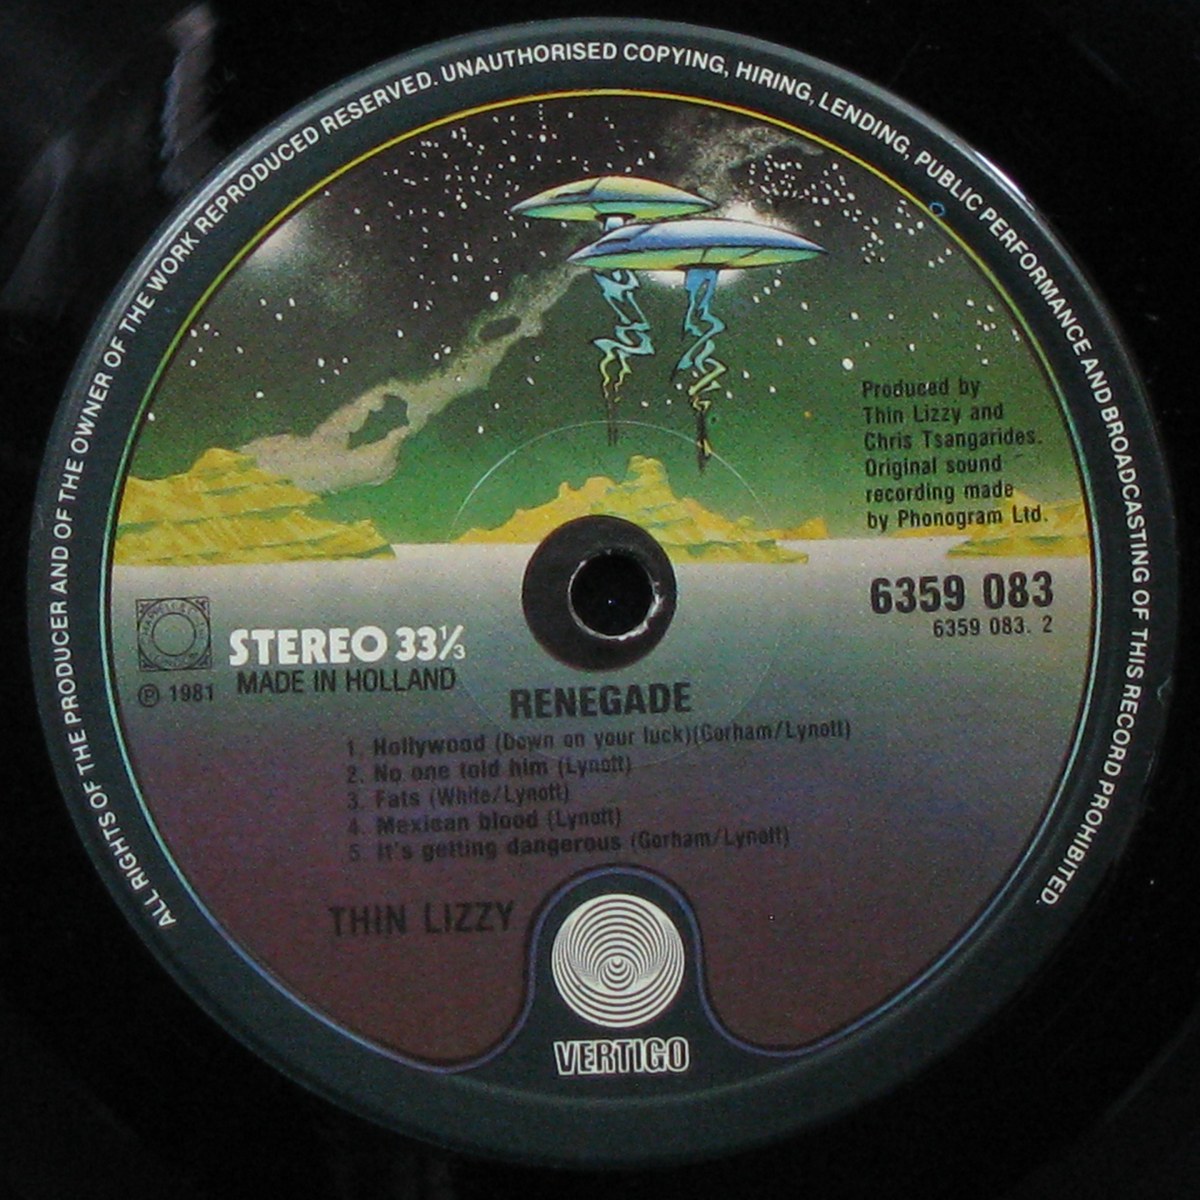 ALL RIGHTS OF THE PRODUCER AND OF THE OWNER OF THE WORK REPRODUCED RESERVED. UNAUTHORISED COPYING, HIRING, LENDING, PUBLIC PERFORMANCE AND BROADCASTING OF THIS RECORD PROHIBITED.
Produced by
Thin Lizzy and
Chris Tsangarides.
Original sound
recording made
by Phonogram Ltd.
6359 083
6359 083. 2
STEREO 33⅓
MADE IN HOLLAND
℗ 1981
RENEGADE
1. Hollywood (Down on your luck)(Gorham/Lynott)
2. No one told him (Lynott)
3. Fats (White/Lynott)
4. Mexican blood (Lynott)
5. It's getting dangerous (Gorham/Lynott)
THIN LIZZY
VERTIGO